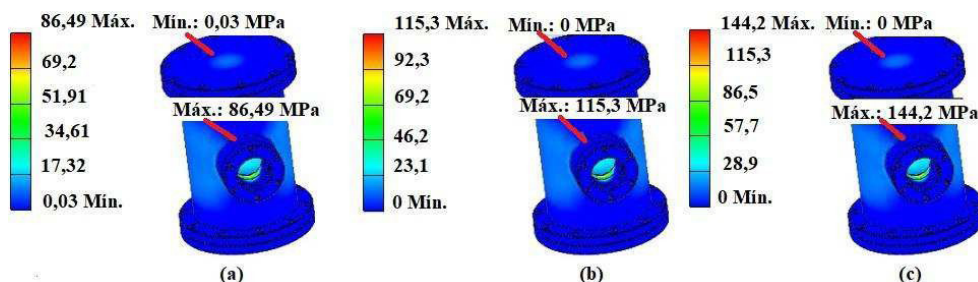 86,49 Máx.
69,2
51,91
34,61
17,32
0,03 Mín.
Mín.: 0,03 MPa
Máx.: 86,49 MPa
(a)
115,3 Máx.
92,3
69,2
46,2
23,1
0 Mín.
Mín.: 0 MPa
Máx.: 115,3 MPa
(b)
144,2 Máx.
115,3
86,5
57,7
28,9
0 Mín.
Mín.: 0 MPa
Máx.: 144,2 MPa
(c)